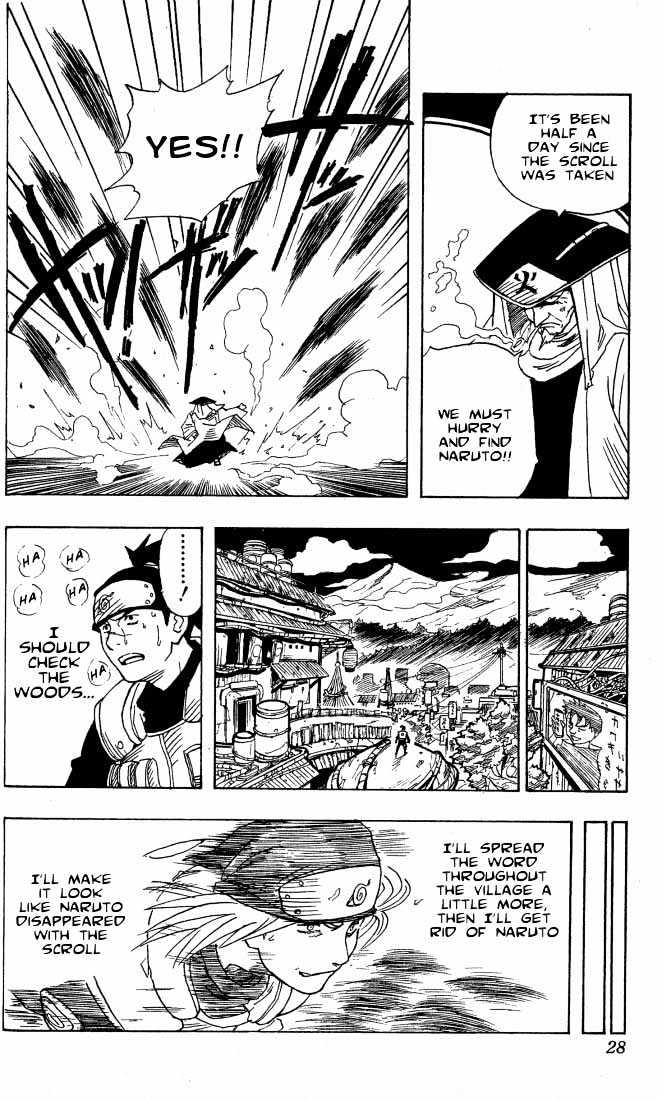 IT'S BEEN
HALF A
DAY SINCE
THE SCROLL
WAS TAKEN
WE MUST
HURRY
AND FIND
NARUTO!!
YES!!
......!
I
SHOULD
CHECK
THE
WOODS...
HA
HA
HA
HA
HA
I'LL SPREAD
THE WORD
THROUGHOUT
THE VILLAGE A
LITTLE MORE,
THEN I'LL GET
RID OF NARUTO
I'LL MAKE
IT LOOK
LIKE NARUTO
DISAPPEARED
WITH THE
SCROLL
28